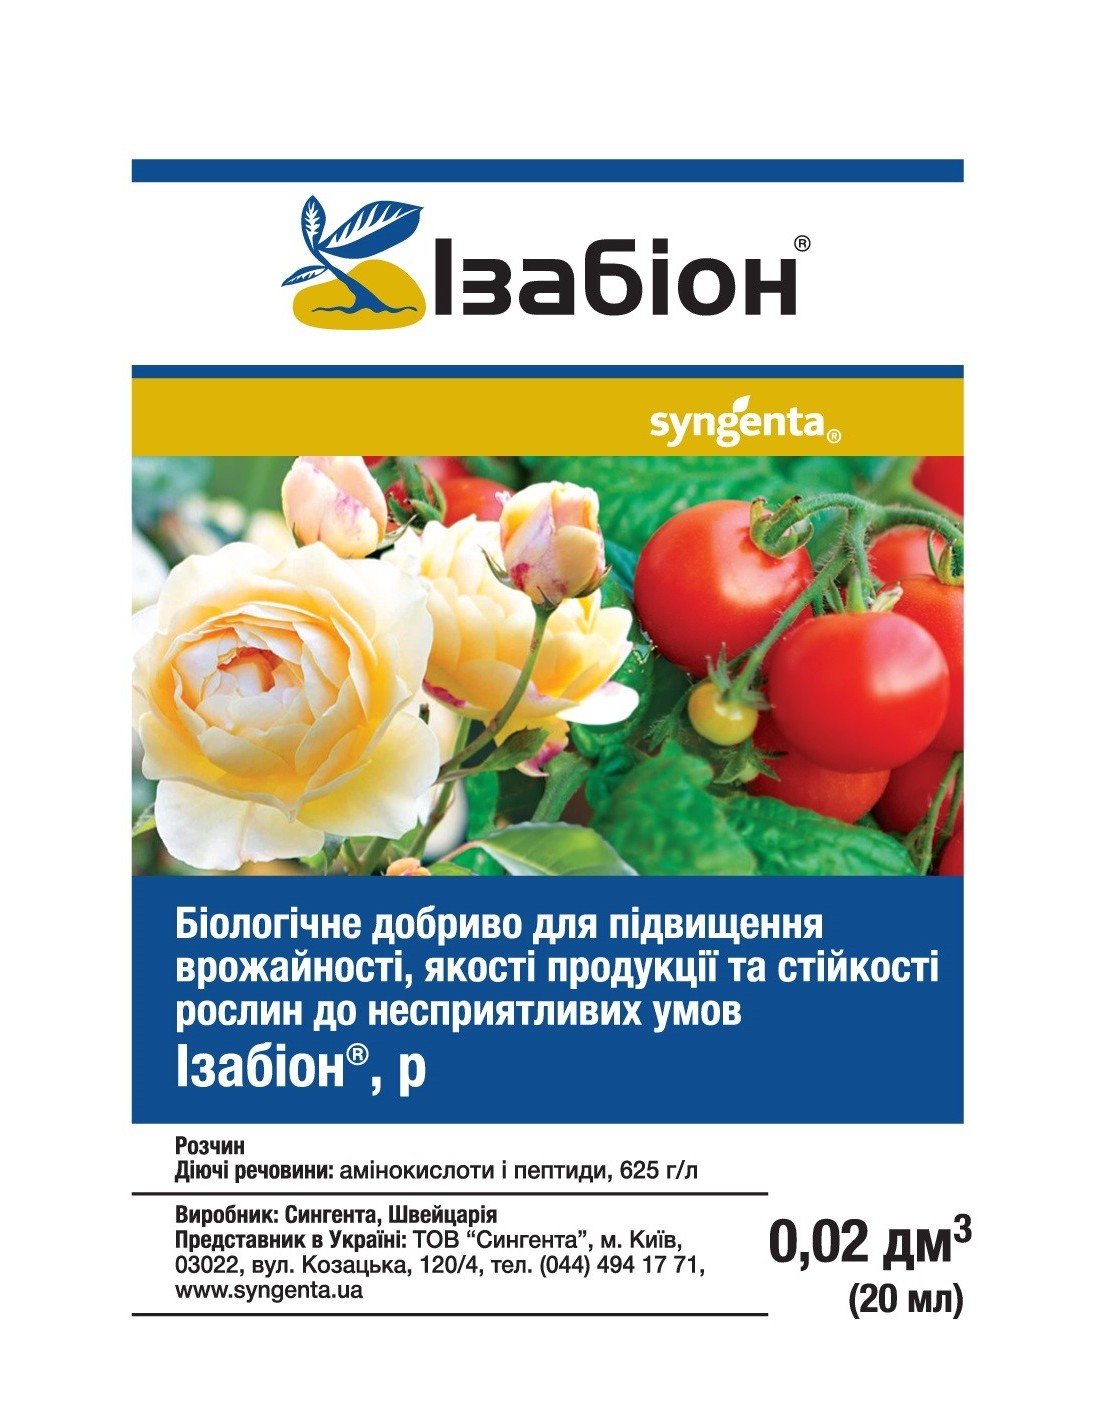 Ізабіон®
syngenta®
Біологічне добриво для підвищення
врожайності, якості продукції та стійкості
рослин до несприятливих умов
Ізабіон®, р
Розчин
Діючі речовини: амінокислоти і пептиди, 625 г/л
Виробник: Сингента, Швейцарія
Представник в Україні: ТОВ “Сингента”, м. Київ,
03022, вул. Козацька, 120/4, тел. (044) 494 17 71,
www.syngenta.ua
0,02 дм³
(20 мл)